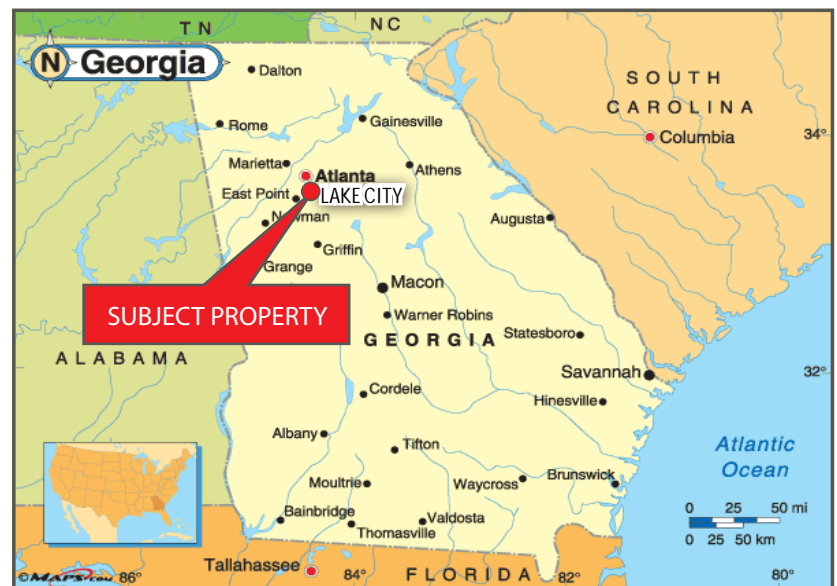 TN
NC
N Georgia
Dalton
SOUTH
CAROLINA
Rome
Gainesville
Columbia
34°
Marietta
Atlanta
Athens
East Point
LAKE CITY
Augusta
Griffin
Grange
Macon
SUBJECT PROPERTY
Warner Robins
GEORGIA
Statesboro
ALABAMA
Savannah
32°
Cordele
Hinesville
Albany
Tifton
Atlantic
Ocean
Moultrie
Waycross
Brunswick
0 25 50 mi
Bainbridge
Valdosta
Thomasville
0 25 50 km
Tallahassee
©MAPS.com
86°
84°
FLORIDA
82°
80°